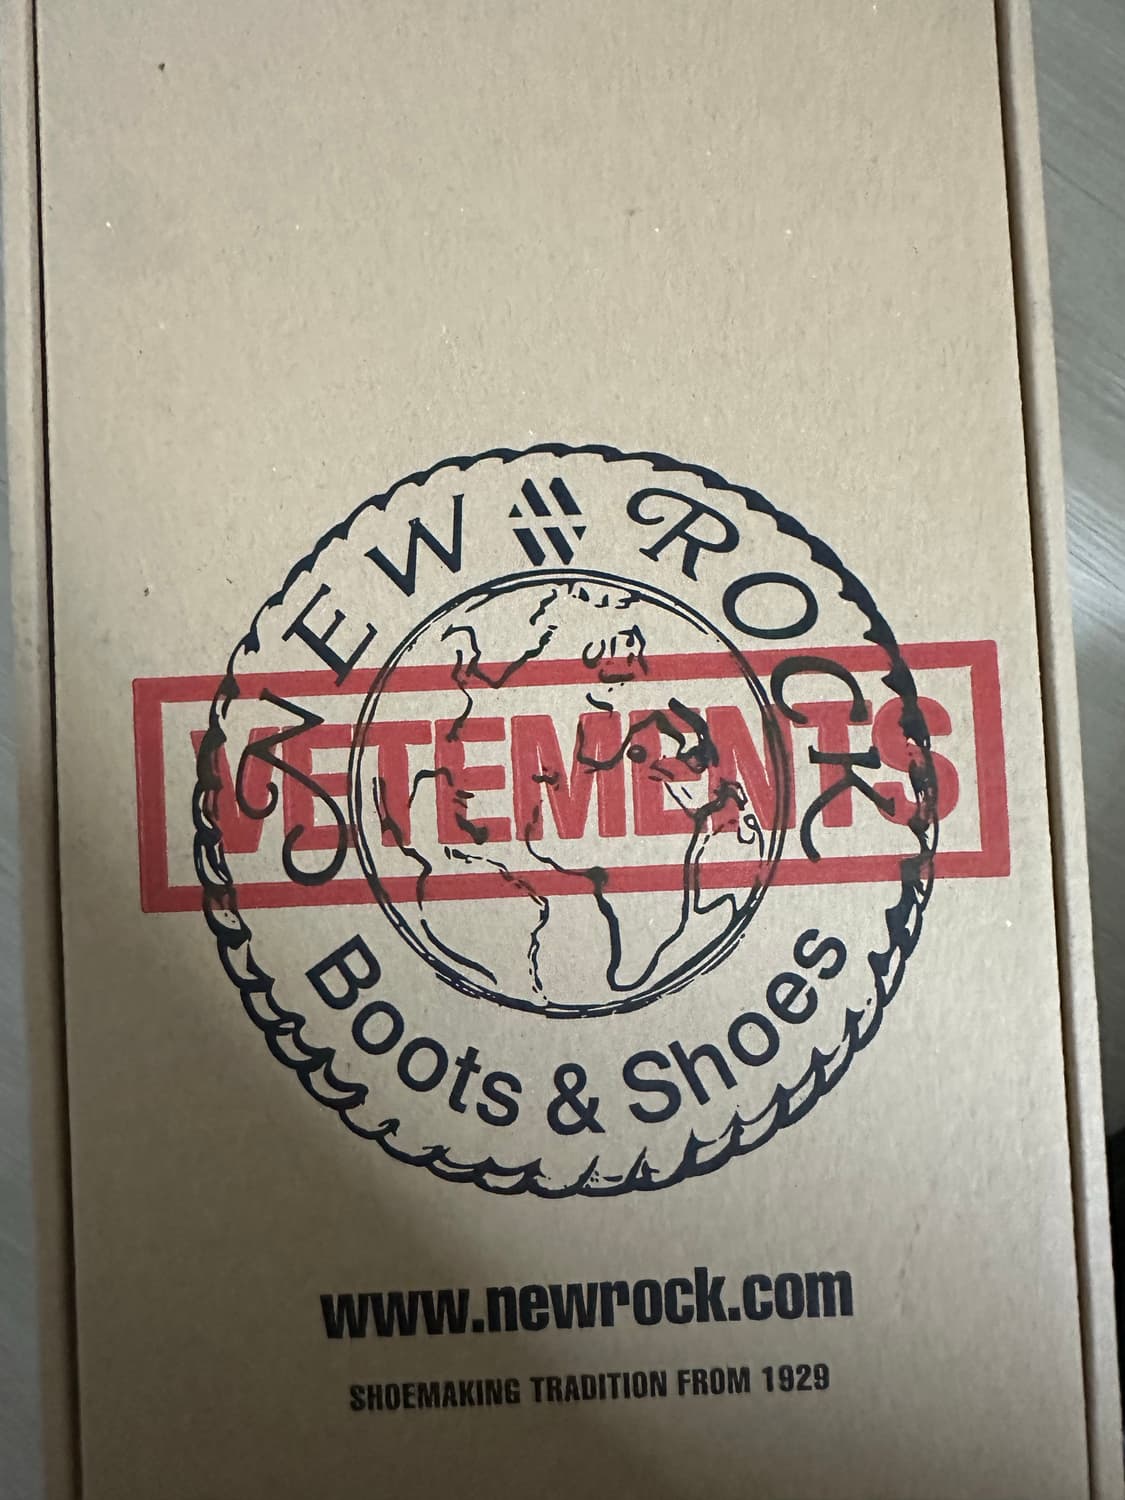 NEW ROCK
VETEMENTS
Boots & Shoes
www.newrock.com
SHOEMAKING TRADITION FROM 1929